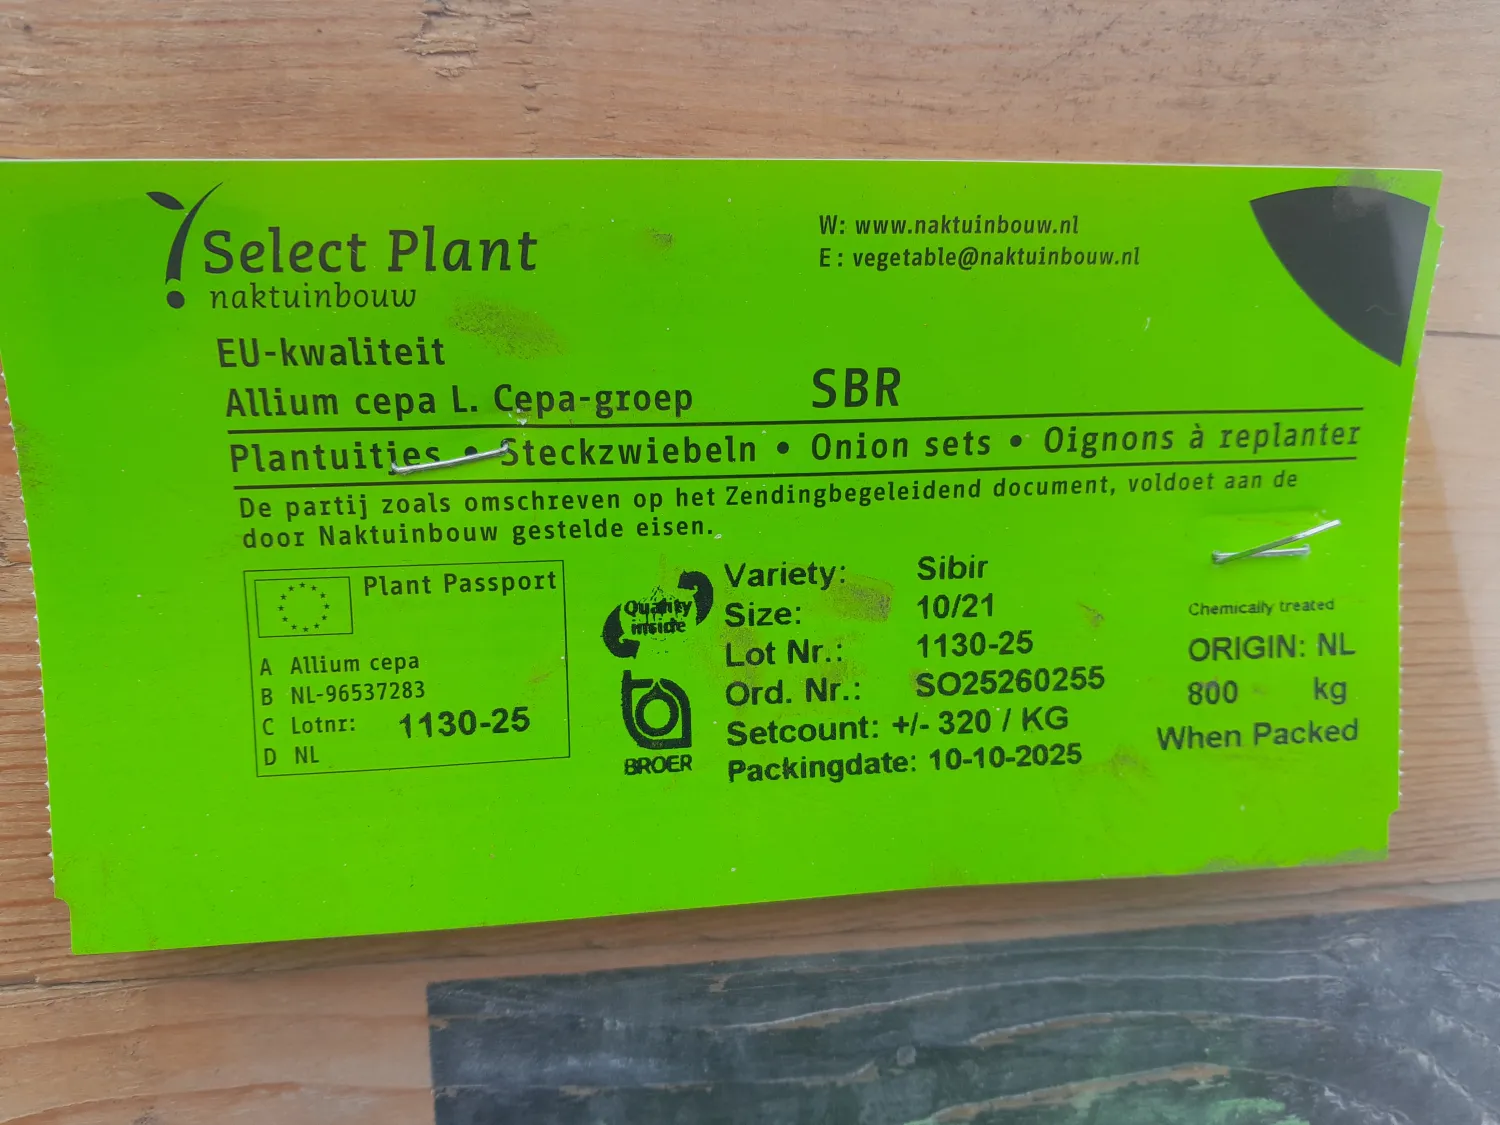 Select Plant
naktuinbouw
W: www.naktuinbouw.nl
E : vegetable@naktuinbouw.nl
EU-kwaliteit
Allium cepa L. Cepa-groep SBR
Plantuitjes • Steckzwiebeln • Onion sets • Oignons à replanter
De partij zoals omschreven op het Zendingbegeleidend document, voldoet aan de
door Naktuinbouw gestelde eisen.
Plant Passport
A Allium cepa
B NL-96537283
C Lotnr: 1130-25
D NL
Quality
inside
BROER
Variety: Sibir
Size: 10/21
Lot Nr.: 1130-25
Ord. Nr.: SO25260255
Setcount: +/- 320 / KG
Packingdate: 10-10-2025
Chemically treated
ORIGIN: NL
800 kg
When Packed